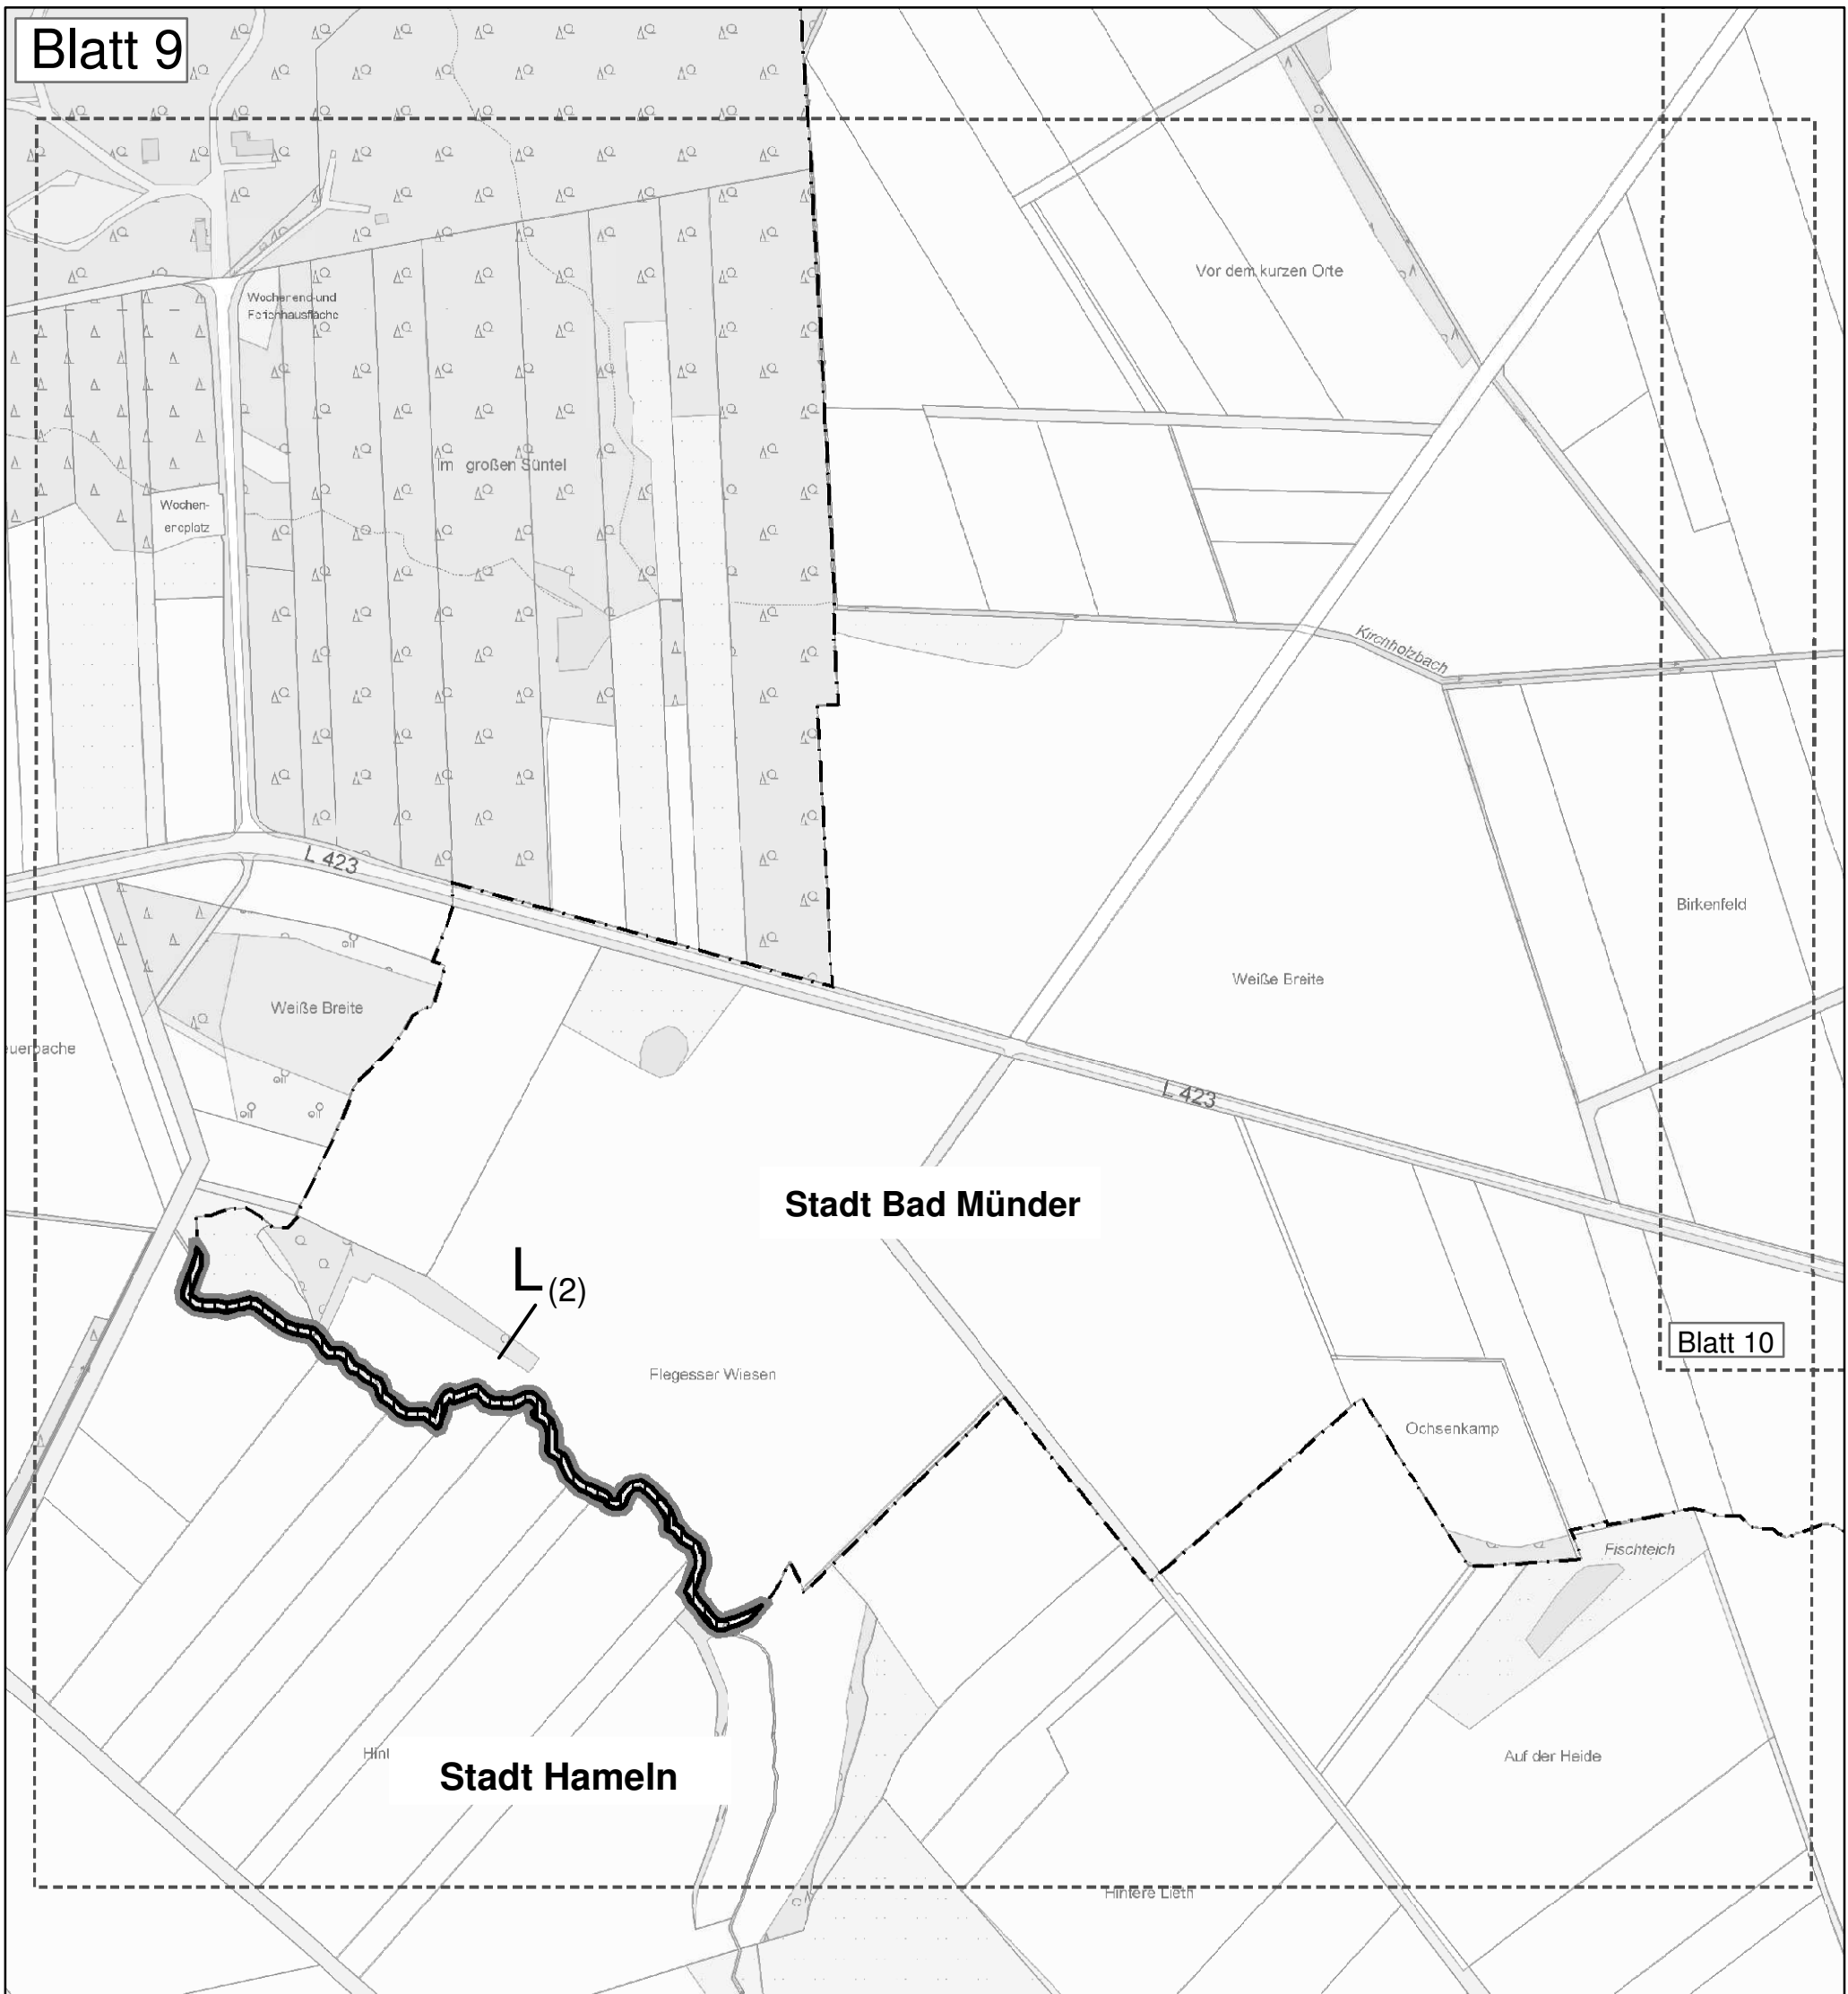 Blatt 9
Vor dem kurzen Orte
Wochenend-und
Ferienhausfläche
Im großen Süntel
Wochen-
endplatz
Kirchholzbach
L 423
Birkenfeld
Weiße Breite
Weiße Breite
L 423
Stadt Bad Münder
L (2)
Blatt 10
Flegesser Wiesen
Ochsenkamp
Fischteich
Hint
Stadt Hameln
Auf der Heide
Hintere Lieth